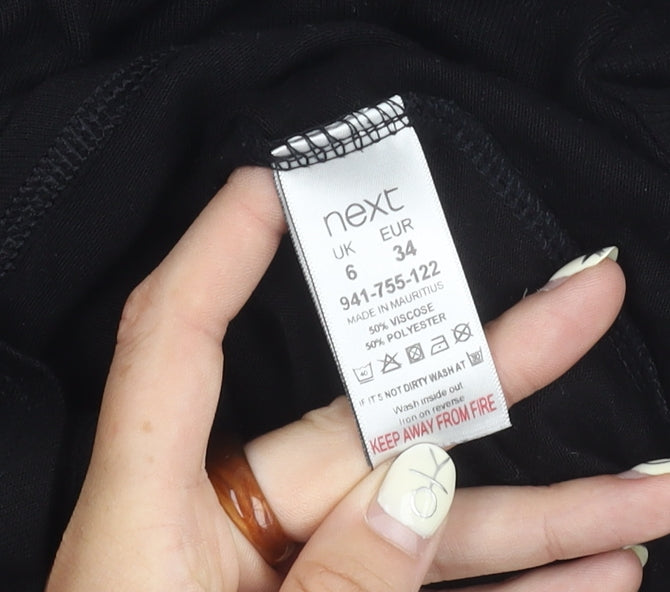 next
UK EUR
6 34
941-755-122
MADE IN MAURITIUS
50% VISCOSE
50% POLYESTER
IF IT'S NOT DIRTY WASH AT
Wash inside out
Iron on reverse
KEEP AWAY FROM FIRE